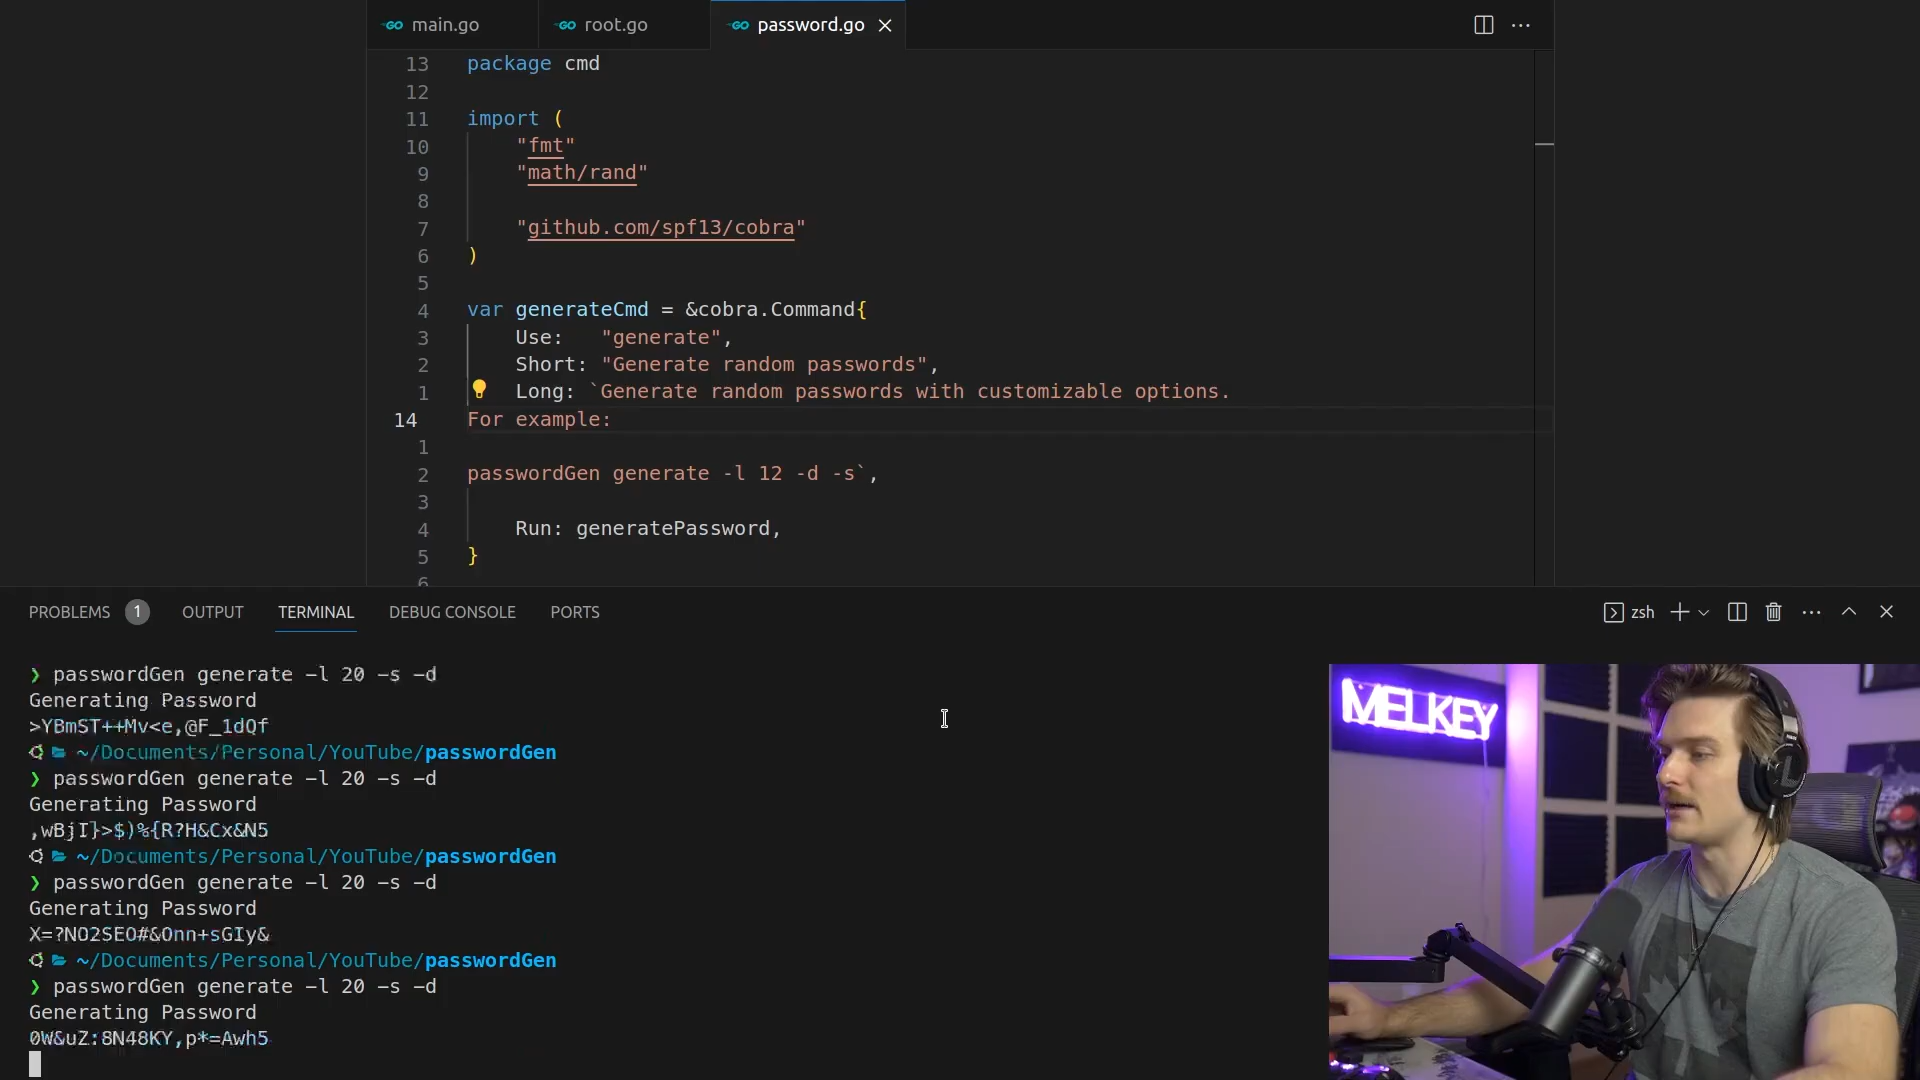 main.go
root.go
password.go
13 package cmd
12
11 import (
10 "fmt"
9 "math/rand"
8
7 "github.com/spf13/cobra"
6 )
5
4 var generateCmd = &cobra.Command{
3 Use: "generate",
2 Short: "Generate random passwords",
1 Long: `Generate random passwords with customizable options.
14 For example:
1
2 passwordGen generate -l 12 -d -s`,
3
4 Run: generatePassword,
5 }
6
PROBLEMS 1 OUTPUT TERMINAL DEBUG CONSOLE PORTS
zsh
❯ passwordGen generate -l 20 -s -d
Generating Password
>YBmST++Mv<e,@F_1dQf
~/Documents/Personal/YouTube/passwordGen
❯ passwordGen generate -l 20 -s -d
Generating Password
,wBjI}>$)%{R?H&Cx&N5
~/Documents/Personal/YouTube/passwordGen
❯ passwordGen generate -l 20 -s -d
Generating Password
X=?NO2SEO#&Onn+sGIy&
~/Documents/Personal/YouTube/passwordGen
❯ passwordGen generate -l 20 -s -d
Generating Password
0W&uZ:8N48KY,p*=Awh5
MELKEY